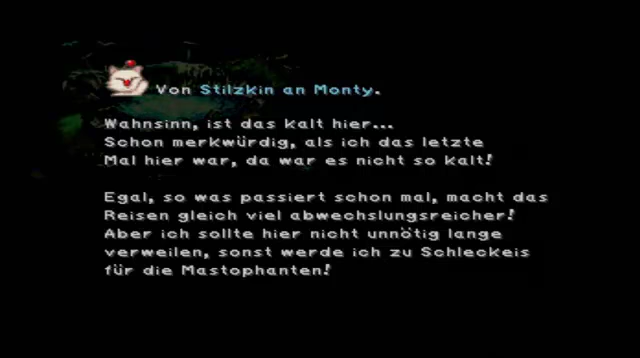 Von Stilzkin an Monty.
Wahnsinn, ist das kalt hier...
Schon merkwürdig, als ich das letzte
Mal hier war, da war es nicht so kalt!
Egal, so was passiert schon mal, macht das
Reisen gleich viel abwechslungsreicher!
Aber ich sollte hier nicht unnötig lange
verweilen, sonst werde ich zu Schleckeis
für die Mastophanten!